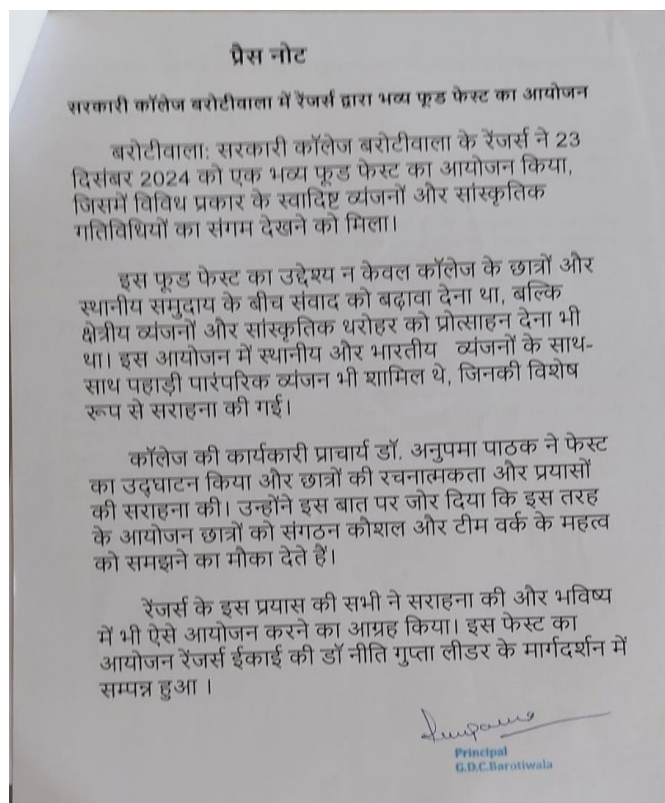 प्रैस नोट
सरकारी कॉलेज बरोटीवाला में रेंजर्स द्वारा भव्य फूड फेस्ट का आयोजन
बरोटीवाला: सरकारी कॉलेज बरोटीवाला के रेंजर्स ने 23
दिसंबर 2024 को एक भव्य फूड फेस्ट का आयोजन किया,
जिसमें विविध प्रकार के स्वादिष्ट व्यंजनों और सांस्कृतिक
गतिविधियों का संगम देखने को मिला।
इस फूड फेस्ट का उद्देश्य न केवल कॉलेज के छात्रों और
स्थानीय समुदाय के बीच संवाद को बढ़ावा देना था, बल्कि
क्षेत्रीय व्यंजनों और सांस्कृतिक धरोहर को प्रोत्साहन देना भी
था। इस आयोजन में स्थानीय और भारतीय व्यंजनों के साथ-
साथ पहाड़ी पारंपरिक व्यंजन भी शामिल थे, जिनकी विशेष
रूप से सराहना की गई।
कॉलेज की कार्यकारी प्राचार्य डॉ. अनुपमा पाठक ने फेस्ट
का उद्घाटन किया और छात्रों की रचनात्मकता और प्रयासों
की सराहना की। उन्होंने इस बात पर जोर दिया कि इस तरह
के आयोजन छात्रों को संगठन कौशल और टीम वर्क के महत्व
को समझने का मौका देते हैं।
रेंजर्स के इस प्रयास की सभी ने सराहना की और भविष्य
में भी ऐसे आयोजन करने का आग्रह किया। इस फेस्ट का
आयोजन रेंजर्स ईकाई की डॉ नीति गुप्ता लीडर के मार्गदर्शन में
सम्पन्न हुआ ।
Principal
G.D.C.Barotiwala